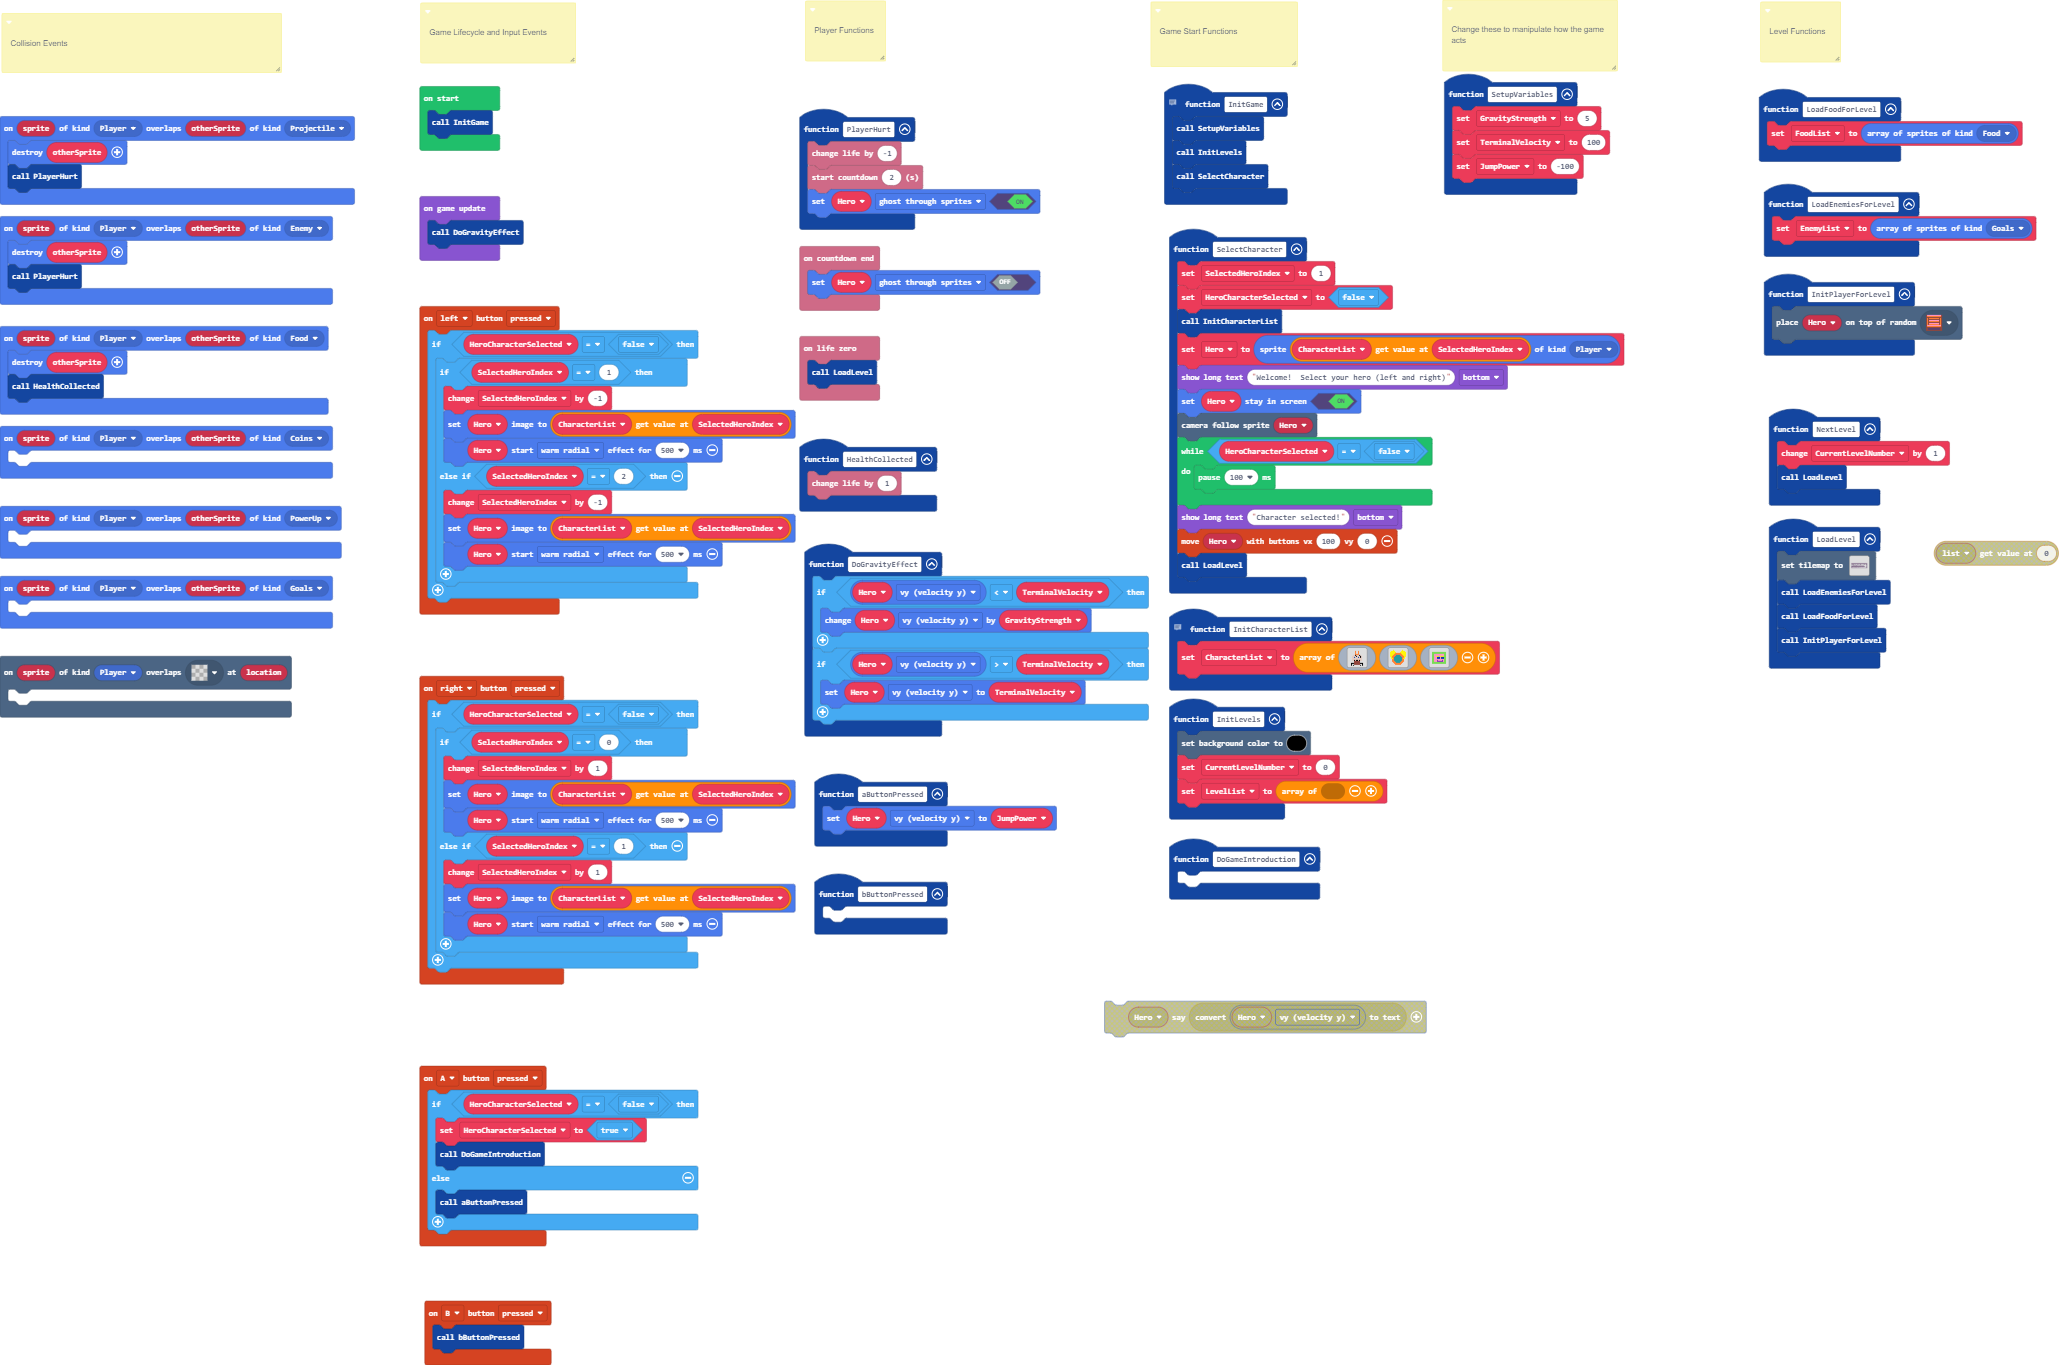 Collision Events
on sprite of kind Player overlaps otherSprite of kind Projectile
destroy otherSprite
call PlayerHurt
on sprite of kind Player overlaps otherSprite of kind Enemy
destroy otherSprite
call PlayerHurt
on sprite of kind Player overlaps otherSprite of kind Food
destroy otherSprite
call HealthCollected
on sprite of kind Player overlaps otherSprite of kind Coins
on sprite of kind Player overlaps otherSprite of kind PowerUp
on sprite of kind Player overlaps otherSprite of kind Goals
on sprite of kind Player overlaps at location
Game Lifecycle and Input Events
on start
call InitGame
on game update
call DoGravityEffect
on left button pressed
if HeroCharacterSelected = false then
if SelectedHeroIndex = 1 then
change SelectedHeroIndex by -1
set Hero image to CharacterList get value at SelectedHeroIndex
Hero start warm radial effect for 500 ms
else if SelectedHeroIndex = 2 then
change SelectedHeroIndex by -1
set Hero image to CharacterList get value at SelectedHeroIndex
Hero start warm radial effect for 500 ms
on right button pressed
if HeroCharacterSelected = false then
if SelectedHeroIndex = 0 then
change SelectedHeroIndex by 1
set Hero image to CharacterList get value at SelectedHeroIndex
Hero start warm radial effect for 500 ms
else if SelectedHeroIndex = 1 then
change SelectedHeroIndex by 1
set Hero image to CharacterList get value at SelectedHeroIndex
Hero start warm radial effect for 500 ms
on A button pressed
if HeroCharacterSelected = false then
set HeroCharacterSelected to true
call DoGameIntroduction
else
call aButtonPressed
on B button pressed
call bButtonPressed
Player Functions
function PlayerHurt
change life by -1
start countdown 2 (s)
set Hero ghost through sprites ON
on countdown end
set Hero ghost through sprites OFF
on life zero
call LoadLevel
function HealthCollected
change life by 1
function DoGravityEffect
if Hero vy (velocity y) < TerminalVelocity then
change Hero vy (velocity y) by GravityStrength
if Hero vy (velocity y) > TerminalVelocity then
set Hero vy (velocity y) to TerminalVelocity
function aButtonPressed
set Hero vy (velocity y) to JumpPower
function bButtonPressed
Game Start Functions
function InitGame
call SetupVariables
call InitLevels
call SelectCharacter
function SelectCharacter
set SelectedHeroIndex to 1
set HeroCharacterSelected to false
call InitCharacterList
set Hero to sprite CharacterList get value at SelectedHeroIndex of kind Player
show long text "Welcome! Select your hero (left and right)" bottom
set Hero stay in screen ON
camera follow sprite Hero
while HeroCharacterSelected = false
do pause 100 ms
show long text "Character selected!" bottom
move Hero with buttons vx 100 vy 0
call LoadLevel
function InitCharacterList
set CharacterList to array of
function InitLevels
set background color to
set CurrentLevelNumber to 0
set LevelList to array of
function DoGameIntroduction
Hero say convert Hero vy (velocity y) to text
Change these to manipulate how the game
acts
function SetupVariables
set GravityStrength to 5
set TerminalVelocity to 100
set JumpPower to -100
Level Functions
function LoadFoodForLevel
set FoodList to array of sprites of kind Food
function LoadEnemiesForLevel
set EnemyList to array of sprites of kind Goals
function InitPlayerForLevel
place Hero on top of random
function NextLevel
change CurrentLevelNumber by 1
call LoadLevel
function LoadLevel
set tilemap to
call LoadEnemiesForLevel
call LoadFoodForLevel
call InitPlayerForLevel
list get value at 0